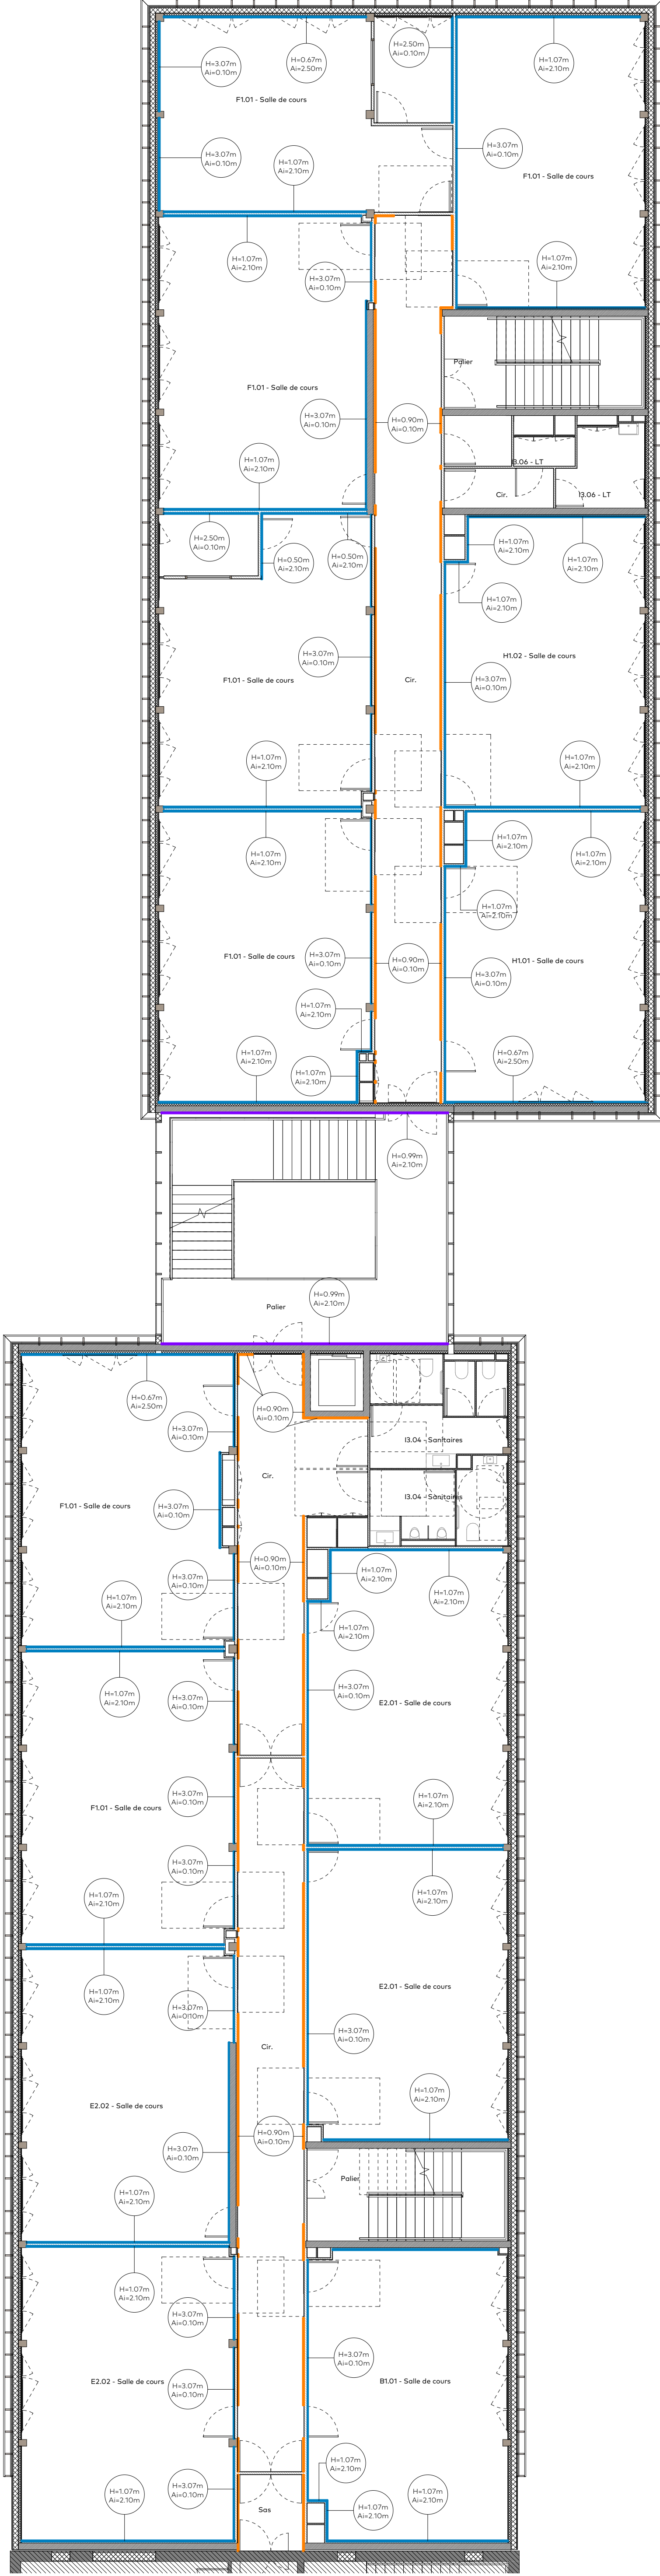 H=3.07m
Ai=0.10m
H=0.67m
Ai=2.50m
H=2.50m
Ai=0.10m
H=1.07m
Ai=2.10m
F1.01 - Salle de cours
H=3.07m
Ai=0.10m
H=1.07m
Ai=2.10m
H=3.07m
Ai=0.10m
F1.01 - Salle de cours
H=1.07m
Ai=2.10m
H=3.07m
Ai=0.10m
H=1.07m
Ai=2.10m
Palier
F1.01 - Salle de cours
H=3.07m
Ai=0.10m
H=0.90m
Ai=0.10m
H=1.07m
Ai=2.10m
I3.06 - LT
Cir.
I3.06 - LT
H=2.50m
Ai=0.10m
H=0.50m
Ai=2.10m
H=0.50m
Ai=2.10m
H=1.07m
Ai=2.10m
H=1.07m
Ai=2.10m
H=1.07m
Ai=2.10m
H=3.07m
Ai=0.10m
H1.02 - Salle de cours
F1.01 - Salle de cours
Cir.
H=3.07m
Ai=0.10m
H=1.07m
Ai=2.10m
H=1.07m
Ai=2.10m
H=1.07m
Ai=2.10m
H=1.07m
Ai=2.10m
H=1.07m
Ai=2.10m
H=1.07m
Ai=2.10m
F1.01 - Salle de cours
H=3.07m
Ai=0.10m
H=0.90m
Ai=0.10m
H1.01 - Salle de cours
H=3.07m
Ai=0.10m
H=1.07m
Ai=2.10m
H=1.07m
Ai=2.10m
H=1.07m
Ai=2.10m
H=0.67m
Ai=2.50m
H=0.99m
Ai=2.10m
Palier
H=0.99m
Ai=2.10m
H=0.67m
Ai=2.50m
H=0.90m
Ai=0.10m
H=3.07m
Ai=0.10m
I3.04 - Sanitaires
Cir.
I3.04 - Sanitaires
F1.01 - Salle de cours
H=3.07m
Ai=0.10m
H=0.90m
Ai=0.10m
H=1.07m
Ai=2.10m
H=1.07m
Ai=2.10m
H=3.07m
Ai=0.10m
H=1.07m
Ai=2.10m
H=1.07m
Ai=2.10m
H=1.07m
Ai=2.10m
H=3.07m
Ai=0.10m
H=3.07m
Ai=0.10m
E2.01 - Salle de cours
H=3.07m
Ai=0.10m
H=1.07m
Ai=2.10m
F1.01 - Salle de cours
H=3.07m
Ai=0.10m
H=1.07m
Ai=2.10m
H=1.07m
Ai=2.10m
H=1.07m
Ai=2.10m
E2.01 - Salle de cours
H=3.07m
Ai=0.10m
H=3.07m
Ai=0.10m
Cir.
H=1.07m
Ai=2.10m
E2.02 - Salle de cours
H=0.90m
Ai=0.10m
H=3.07m
Ai=0.10m
Palier
H=1.07m
Ai=2.10m
H=1.07m
Ai=2.10m
H=3.07m
Ai=0.10m
H=3.07m
Ai=0.10m
E2.02 - Salle de cours
B1.01 - Salle de cours
H=3.07m
Ai=0.10m
H=1.07m
Ai=2.10m
H=3.07m
Ai=0.10m
H=1.07m
Ai=2.10m
H=1.07m
Ai=2.10m
H=1.07m
Ai=2.10m
Sas